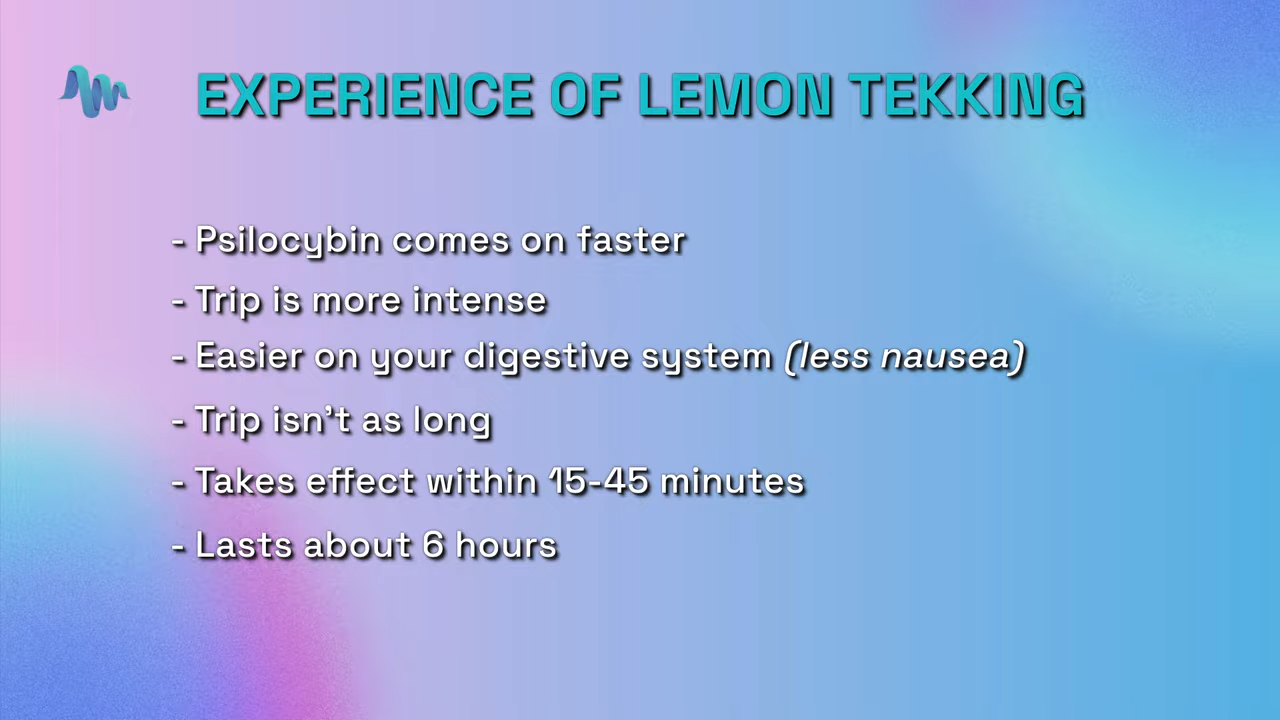 EXPERIENCE OF LEMON TEKKING
- Psilocybin comes on faster
- Trip is more intense
- Easier on your digestive system (less nausea)
- Trip isn't as long
- Takes effect within 15-45 minutes
- Lasts about 6 hours